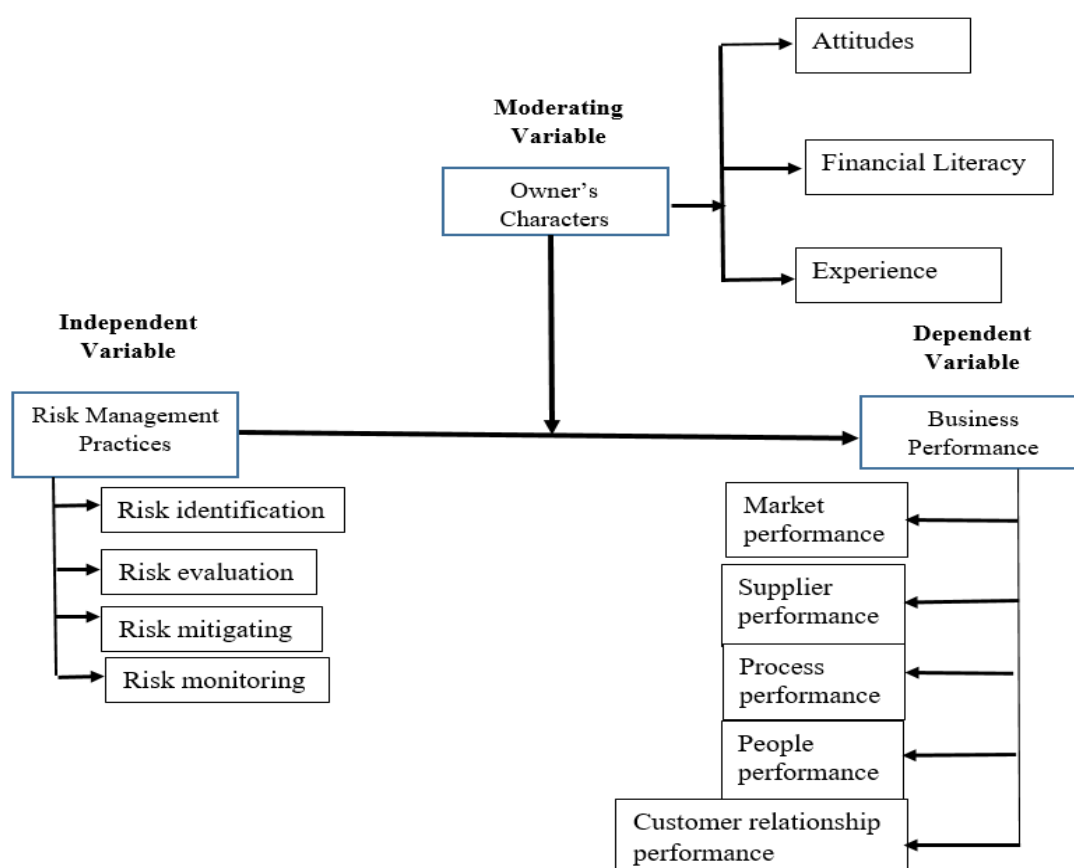 Attitudes
Moderating
Variable
Financial Literacy
Owner's
Characters
Experience
Independent
Variable
Dependent
Variable
Risk Management
Practices
Business
Performance
Risk identification
Risk evaluation
Risk mitigating
Risk monitoring
Market
performance
Supplier
performance
Process
performance
People
performance
Customer relationship
performance